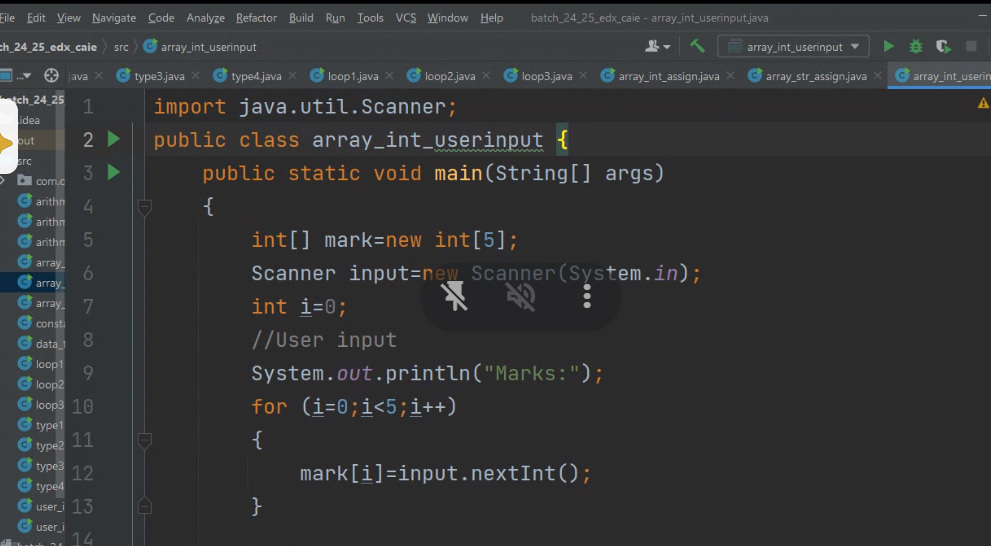 File Edit View Navigate Code Analyze Refactor Build Run Tools VCS Window Help batch_24_25_edx_caie - array_int_userinput.java
tch_24_25_edx_caie src array_int_userinput array_int_userinput
ava type3.java type4.java loop1.java loop2.java loop3.java array_int_assign.java array_str_assign.java array_int_userin
batch_24_25
.idea
out
src
com.c
arithm
arithm
arithm
array_
array_
array_
consta
data_t
loop1
loop2
loop3
type1
type2
type3
type4
user_i
user_i
1 import java.util.Scanner;
2 public class array_int_userinput {
3 public static void main(String[] args)
4 {
5 int[] mark=new int[5];
6 Scanner input=new Scanner(System.in);
7 int i=0;
8 //User input
9 System.out.println("Marks:");
10 for (i=0;i<5;i++)
11 {
12 mark[i]=input.nextInt();
13 }
14